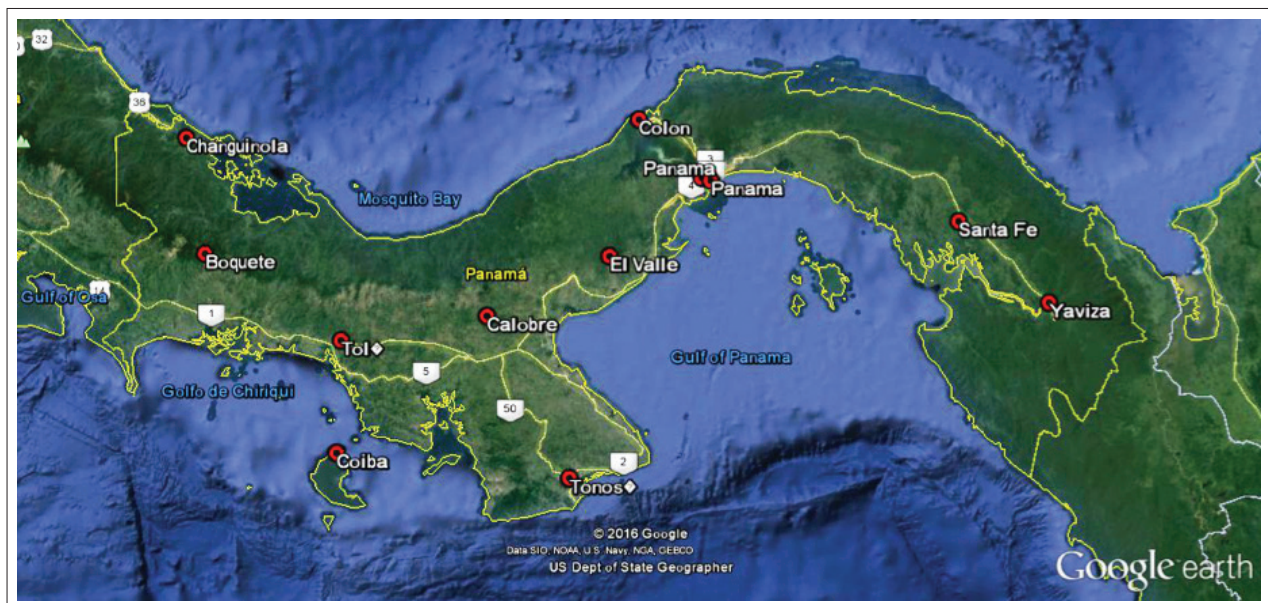 32
36
Changuinola
Colon
3
Panama
4
Panama
Mosquito Bay
Santa Fe
Boquete
El Valle
Panamá
Gulf of Osa
1
Yaviza
Calobre
Tol�
Gulf of Panama
5
Golfo de Chiriqui
50
Coiba
2
Tonos�
© 2016 Google
Data SIO, NOAA, U.S. Navy, NGA, GEBCO
US Dept of State Geographer
Google earth